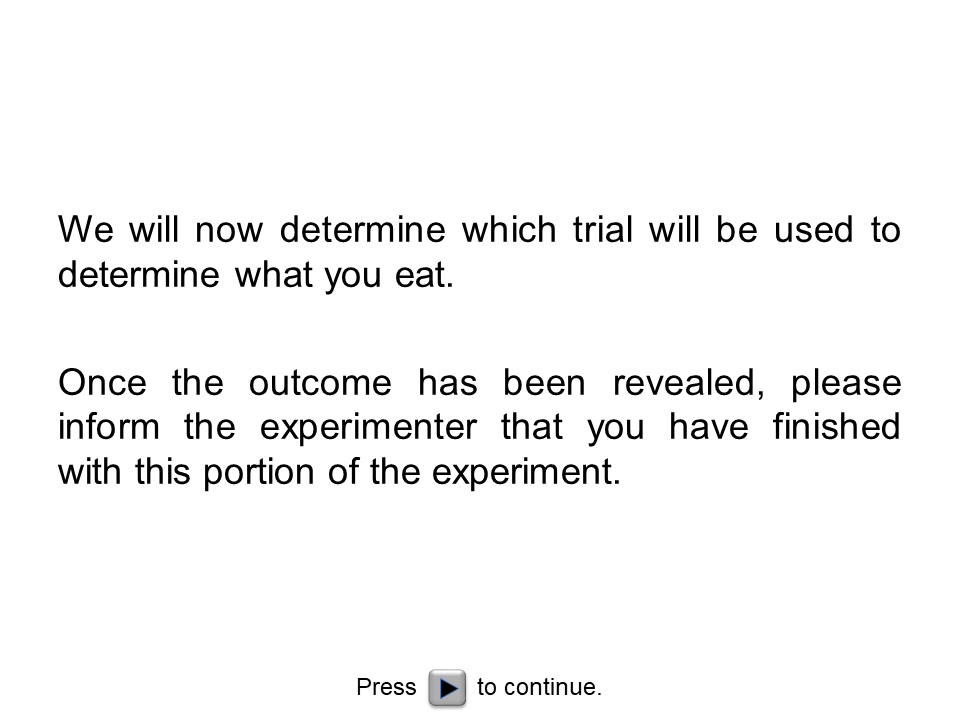 We will now determine which trial will be used to
determine what you eat.
Once the outcome has been revealed, please
inform the experimenter that you have finished
with this portion of the experiment.
Press to continue.